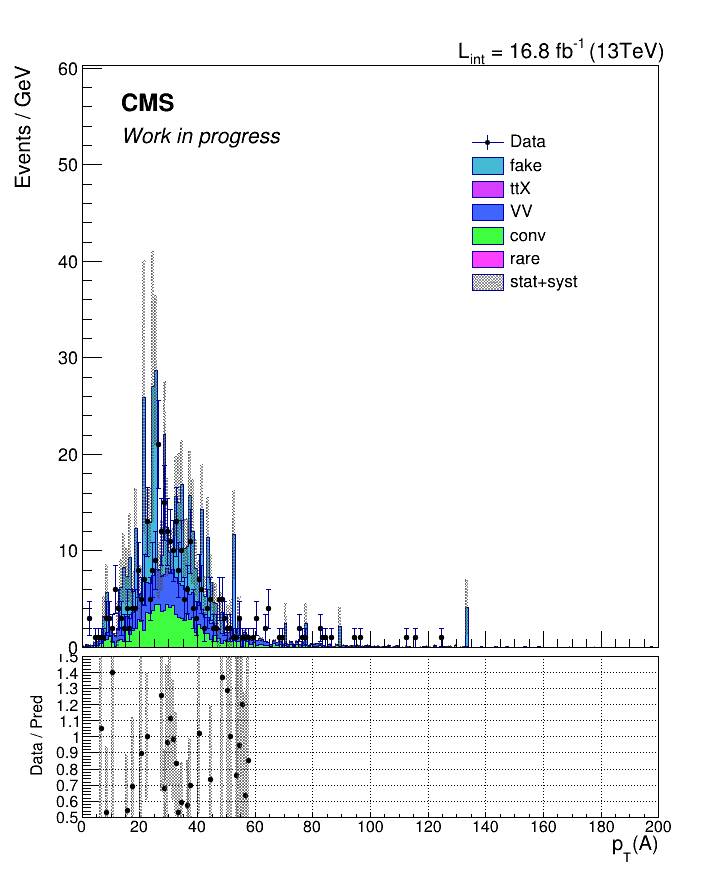 L_int = 16.8 fb^-1 (13TeV)
Events / GeV
CMS
Work in progress
Data
fake
ttX
VV
conv
rare
stat+syst
60
50
40
30
20
10
0
Data / Pred
1.5
1.4
1.3
1.2
1.1
1
0.9
0.8
0.7
0.6
0.5
0 20 40 60 80 100 120 140 160 180 200
p_T(A)